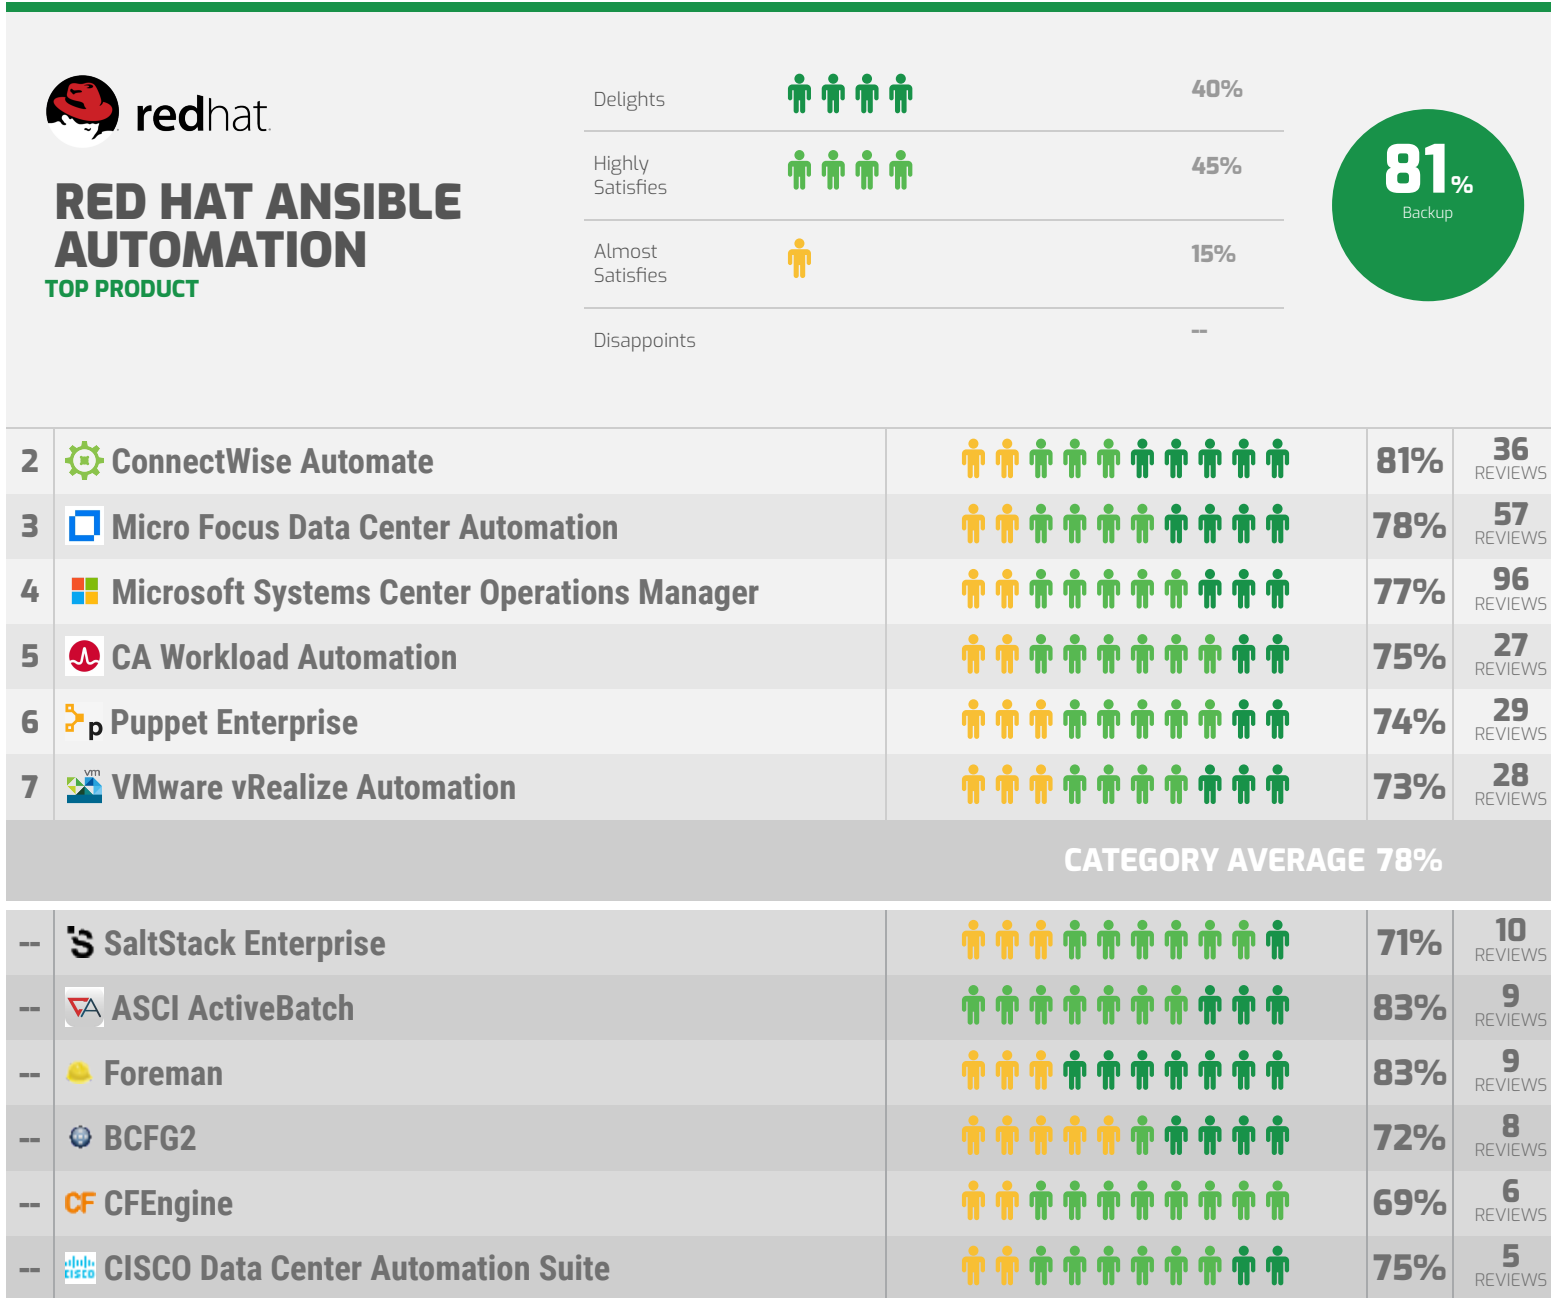 redhat.
RED HAT ANSIBLE
AUTOMATION
TOP PRODUCT
Delights 40%
Highly
Satisfies 45%
Almost
Satisfies 15%
Disappoints --
81%
Backup
2 ConnectWise Automate 81% 36 REVIEWS
3 Micro Focus Data Center Automation 78% 57 REVIEWS
4 Microsoft Systems Center Operations Manager 77% 96 REVIEWS
5 CA Workload Automation 75% 27 REVIEWS
6 p Puppet Enterprise 74% 29 REVIEWS
7 vm VMware vRealize Automation 73% 28 REVIEWS
CATEGORY AVERAGE 78%
-- S SaltStack Enterprise 71% 10 REVIEWS
-- ASCI ActiveBatch 83% 9 REVIEWS
-- Foreman 83% 9 REVIEWS
-- BCFG2 72% 8 REVIEWS
-- CF CFEngine 69% 6 REVIEWS
-- CISCO CISCO Data Center Automation Suite 75% 5 REVIEWS